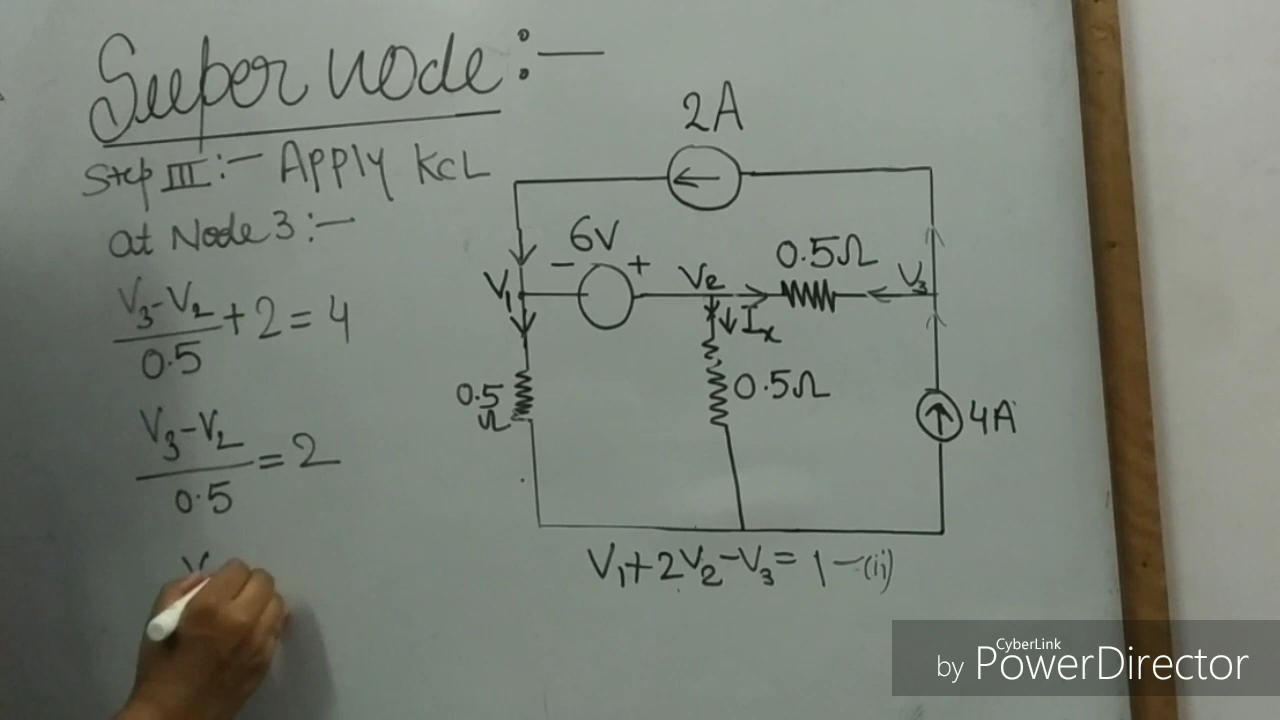 Super node :—
Step III :- Apply KCL
at Node 3 :-
V₃-V₂/0.5 + 2 = 4
V₃-V₂/0.5 = 2
V
2A
6V
- +
0.5Ω
V₁
V₂
V₃
Iₓ
0.5Ω
0.5Ω
4A
V₁+2V₂-V₃= 1 -(ii)
CyberLink
by PowerDirector